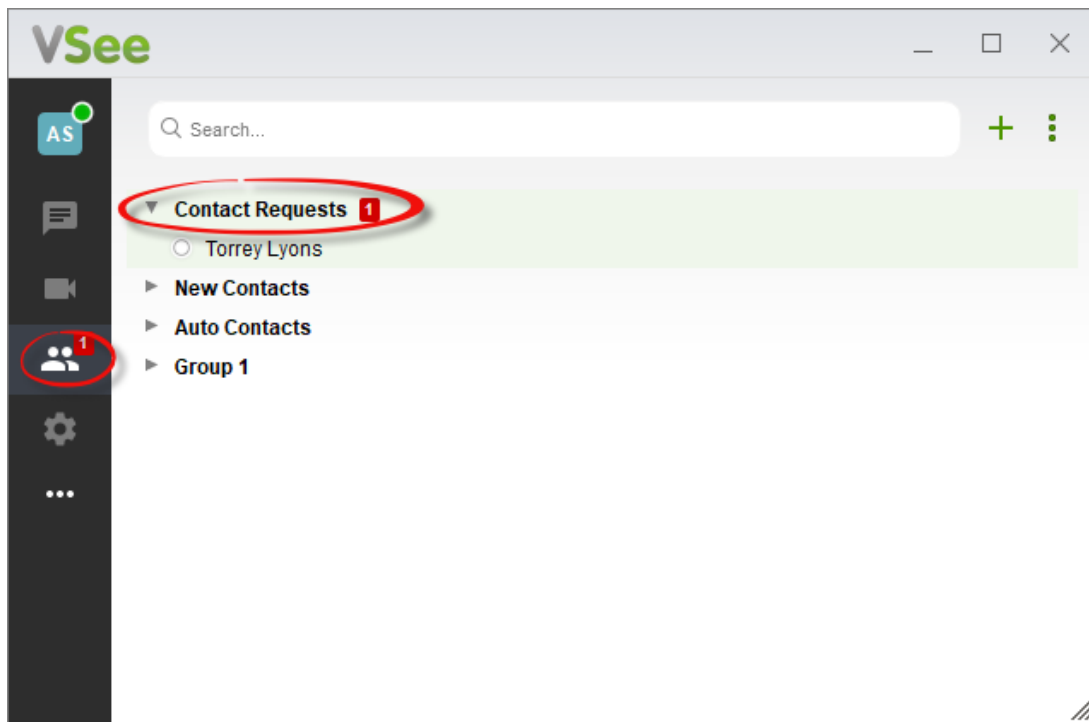 VSee
AS
Search...
Contact Requests 1
Torrey Lyons
New Contacts
Auto Contacts
1
Group 1